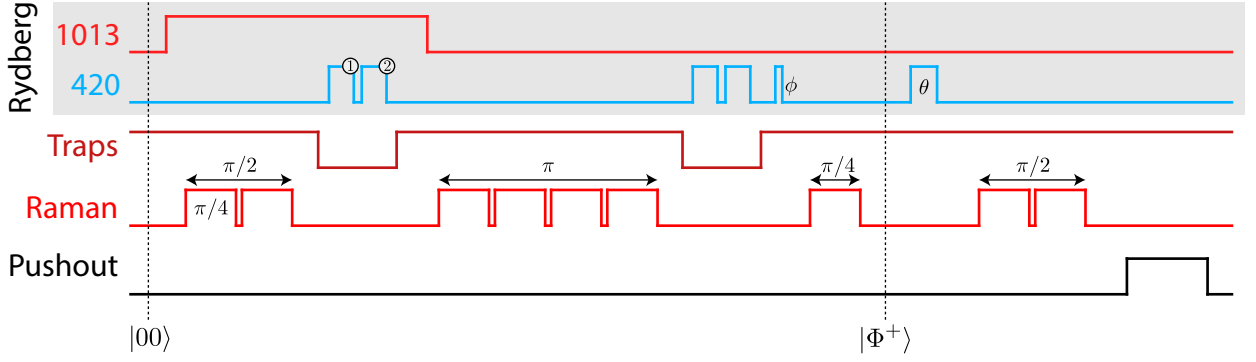 Rydberg
1013
420
① ②
ϕ
θ
Traps
π/2
π
π/4
π/2
Raman
π/4
Pushout
|00⟩
|Φ⁺⟩